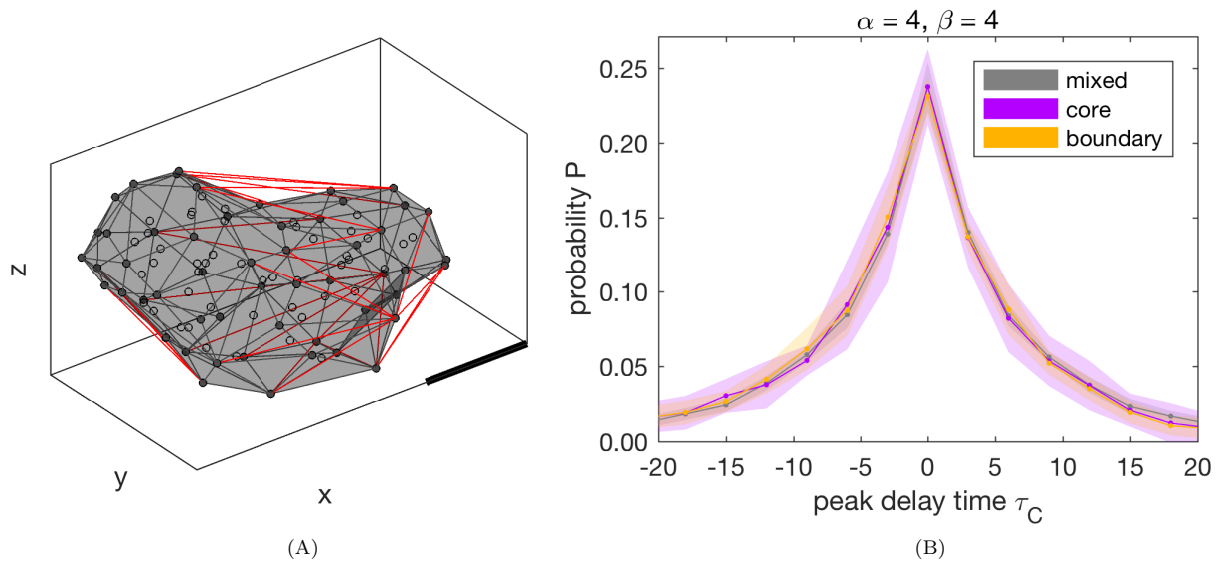 z
y
x
(A)
α = 4, β = 4
probability P
0.25
0.20
0.15
0.10
0.05
0.00
mixed
core
boundary
-20 -15 -10 -5 0 5 10 15 20
peak delay time τ_C
(B)